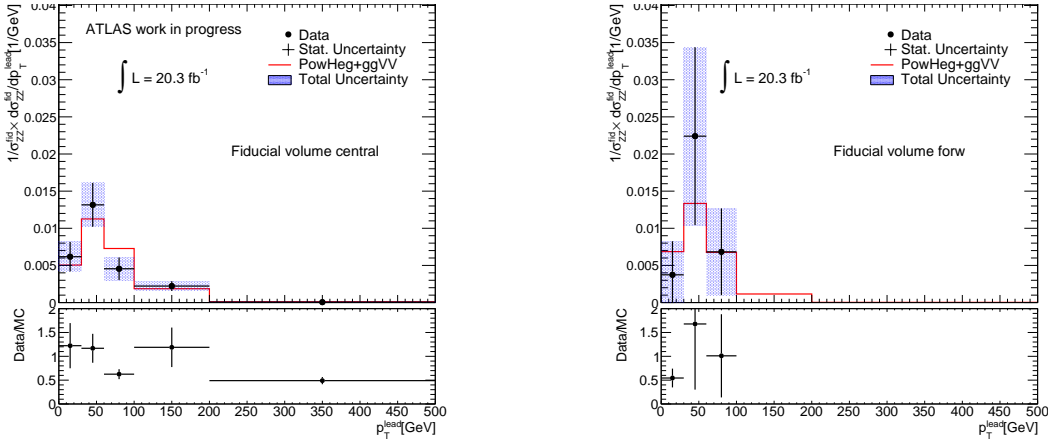 1/σ_ZZ^fid × dσ_ZZ^fid/dp_T^lead [1/GeV]
0.04
0.035
0.03
0.025
0.02
0.015
0.01
0.005
0
ATLAS work in progress
∫ L = 20.3 fb⁻¹
Data
Stat. Uncertainty
PowHeg+ggVV
Total Uncertainty
Fiducial volume central
Data/MC
2
1.5
1
0.5
0
0 50 100 150 200 250 300 350 400 450 500
p_T^lead[GeV]
1/σ_ZZ^fid × dσ_ZZ^fid/dp_T^lead [1/GeV]
0.04
0.035
0.03
0.025
0.02
0.015
0.01
0.005
0
∫ L = 20.3 fb⁻¹
Data
Stat. Uncertainty
PowHeg+ggVV
Total Uncertainty
Fiducial volume forw
Data/MC
2
1.5
1
0.5
0
0 50 100 150 200 250 300 350 400 450 500
p_T^lead[GeV]